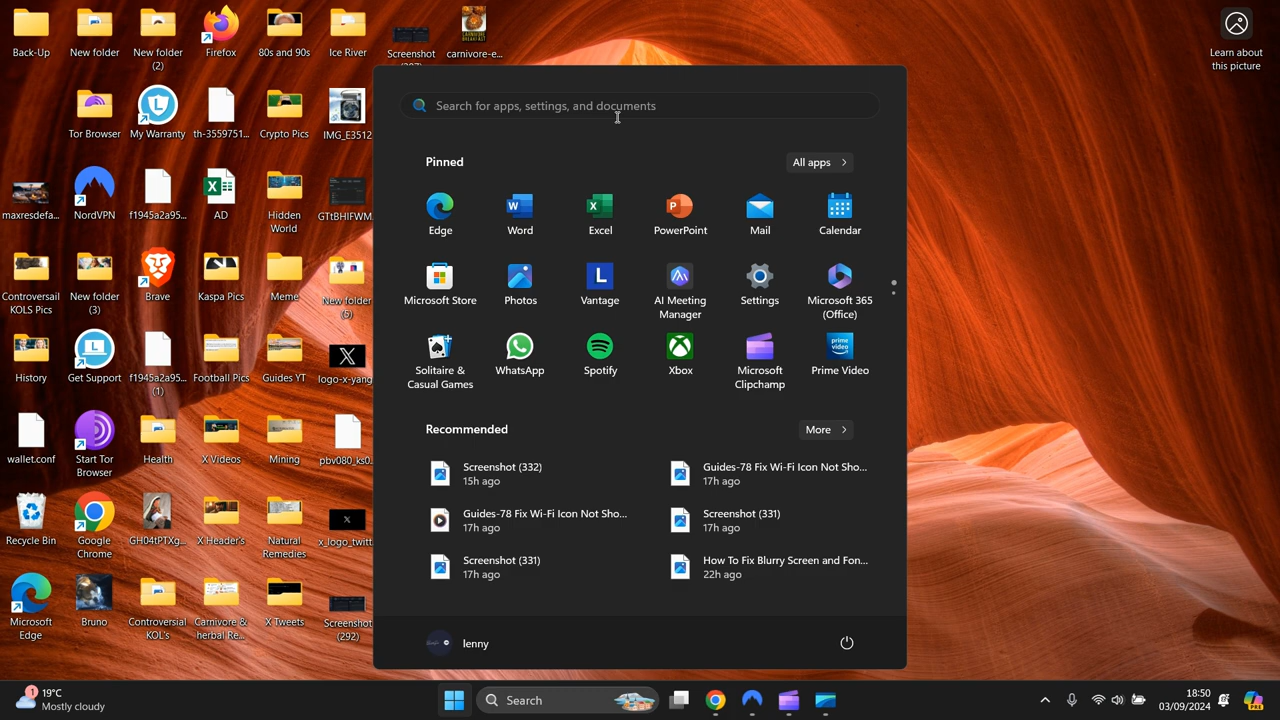 Back-Up
New folder
New folder
(2)
Firefox
80s and 90s
Ice River
Screenshot
carnivore-e...
Learn about
this picture
Tor Browser
My Warranty
th-3559751...
Crypto Pics
IMG_E3512
maxresdefa...
NordVPN
f1945a2a95...
AD
Hidden
World
GTtBHIFWM
Controversail
KOLS Pics
New folder
(3)
Brave
Kaspa Pics
Meme
New folder
(5)
History
Get Support
f1945a2a95...
(1)
Football Pics
Guides YT
logo-x-yang
wallet.conf
Start Tor
Browser
Health
X Videos
Mining
pbv080_ks0
Recycle Bin
Google
Chrome
GH04tPTXg...
X Header's
Natural
Remedies
x_logo_twitt
Microsoft
Edge
Bruno
Controversial
KOL's
Carnivore &
herbal Re...
X Tweets
Screenshot
(292)
Search for apps, settings, and documents
Pinned
All apps
Edge
Word
Excel
PowerPoint
Mail
Calendar
Microsoft Store
Photos
Vantage
AI Meeting
Manager
Settings
Microsoft 365
(Office)
Solitaire &
Casual Games
WhatsApp
Spotify
Xbox
Microsoft
Clipchamp
prime
video
Prime Video
Recommended
More
Screenshot (332)
15h ago
Guides-78 Fix Wi-Fi Icon Not Sho...
17h ago
Guides-78 Fix Wi-Fi Icon Not Sho...
17h ago
Screenshot (331)
17h ago
Screenshot (331)
17h ago
How To Fix Blurry Screen and Fon...
22h ago
lenny
1
19°C
Mostly cloudy
Search
18:50
03/09/2024
PRE